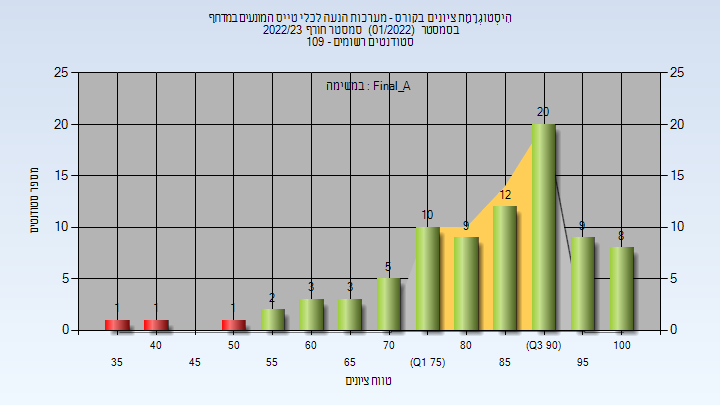 היסטוגְרָמַת ציונים בקורס - מערכות הנעה לכלי טייס המונעים במדחף
בסמסטר (01/2022) סמסטר חורף 2022/23
סטודנטים רשומים - 109
במשימה : Final_A
25 25
20 20
15 15
10 10
5 5
0 0
מספר סטודנטים
1 1 1 2 3 3 5 10 9 12 20 9 8
40 50 60 70 80 (Q3 90) 100
35 45 55 65 (Q1 75) 85 95
טווח ציונים